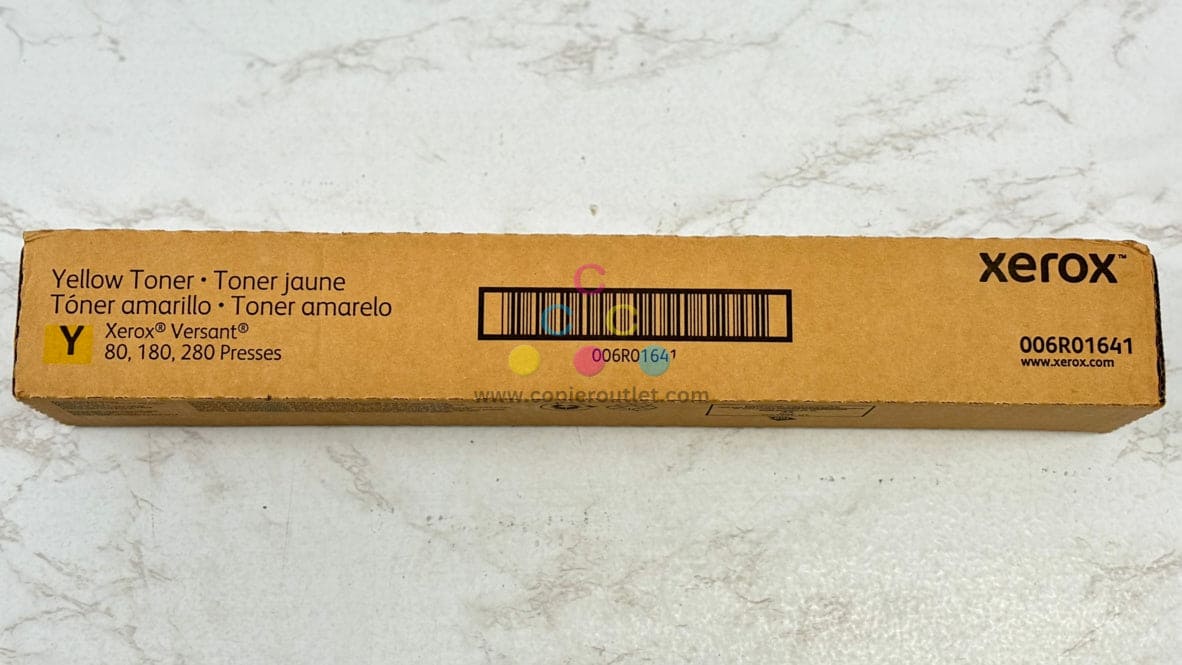 Yellow Toner • Toner jaune
Tóner amarillo • Toner amarelo
Y
Xerox® Versant®
80, 180, 280 Presses
C
C C
006R01641
www.copieroutlet.com
xerox™
006R01641
www.xerox.com